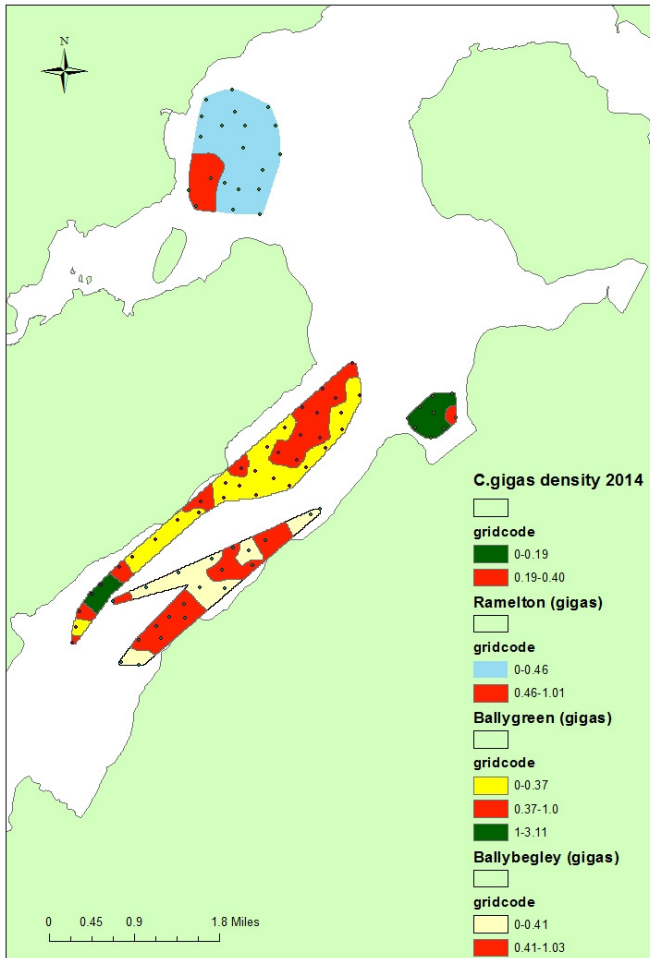 N
C.gigas density 2014
gridcode
0-0.19
0.19-0.40
Ramelton (gigas)
gridcode
0-0.46
0.46-1.01
Ballygreen (gigas)
gridcode
0-0.37
0.37-1.0
1-3.11
Ballybegley (gigas)
gridcode
0-0.41
0.41-1.03
0 0.45 0.9 1.8 Miles